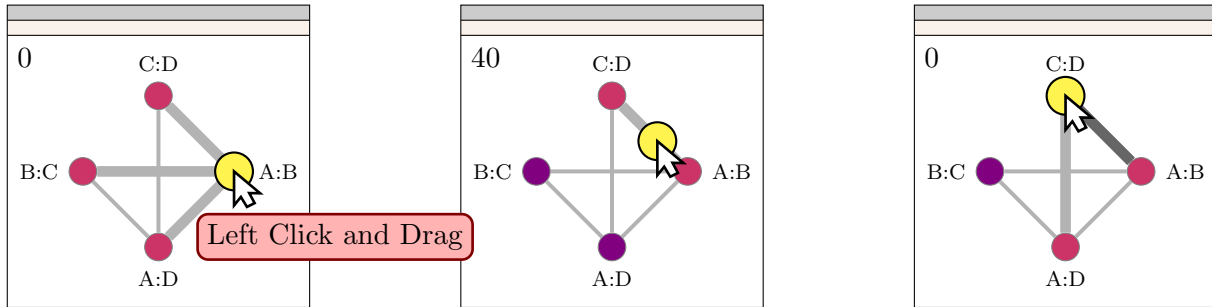 0
C:D
B:C
A:B
Left Click and Drag
A:D
40
C:D
B:C
A:B
A:D
0
C:D
B:C
A:B
A:D